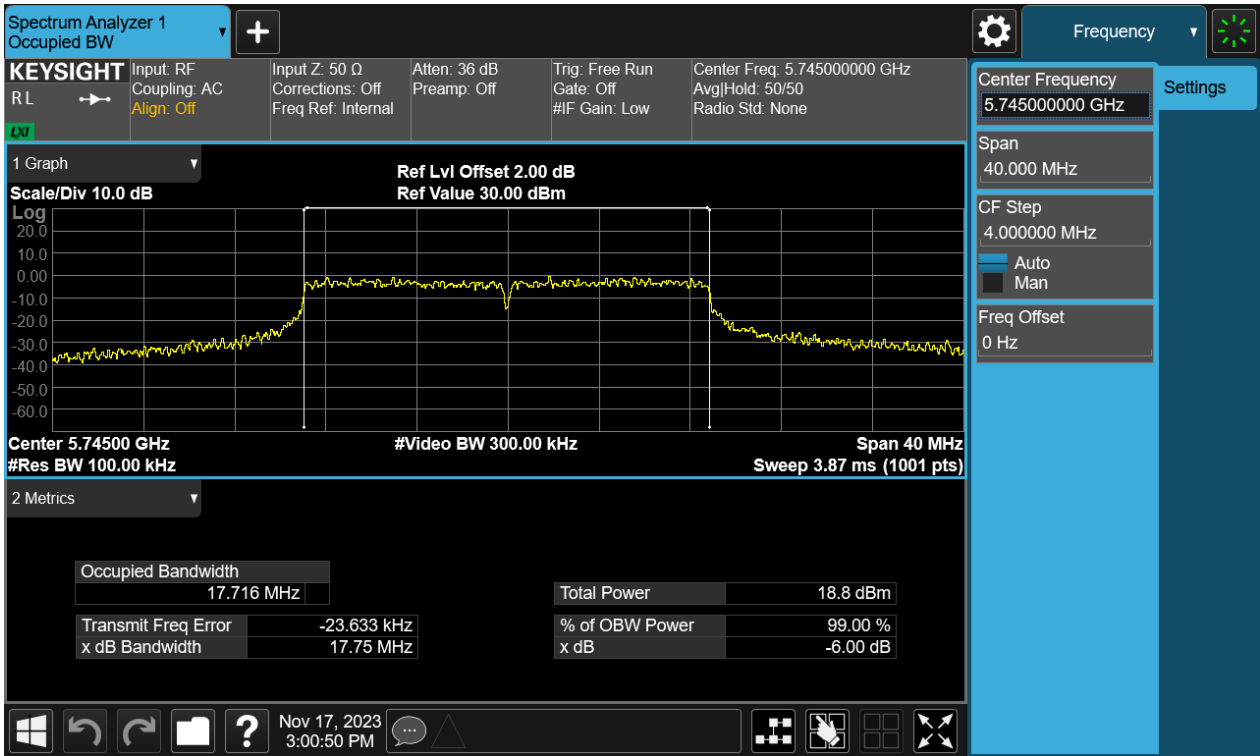 Spectrum Analyzer 1
Occupied BW
▼
+
Frequency
▼
KEYSIGHT
R L
LXI
Input: RF
Coupling: AC
Align: Off
Input Z: 50 Ω
Corrections: Off
Freq Ref: Internal
Atten: 36 dB
Preamp: Off
Trig: Free Run
Gate: Off
#IF Gain: Low
Center Freq: 5.745000000 GHz
Avg|Hold: 50/50
Radio Std: None
Center Frequency
5.745000000 GHz
Settings
Span
40.000 MHz
CF Step
4.000000 MHz
Auto
Man
Freq Offset
0 Hz
1 Graph
▼
Ref Lvl Offset 2.00 dB
Scale/Div 10.0 dB
Ref Value 30.00 dBm
Log
20.0
10.0
0.00
-10.0
-20.0
-30.0
-40.0
-50.0
-60.0
Center 5.74500 GHz
#Video BW 300.00 kHz
Span 40 MHz
#Res BW 100.00 kHz
Sweep 3.87 ms (1001 pts)
2 Metrics
▼
Occupied Bandwidth
17.716 MHz
Total Power
18.8 dBm
Transmit Freq Error
-23.633 kHz
% of OBW Power
99.00 %
x dB Bandwidth
17.75 MHz
x dB
-6.00 dB
?
Nov 17, 2023
3:00:50 PM
...